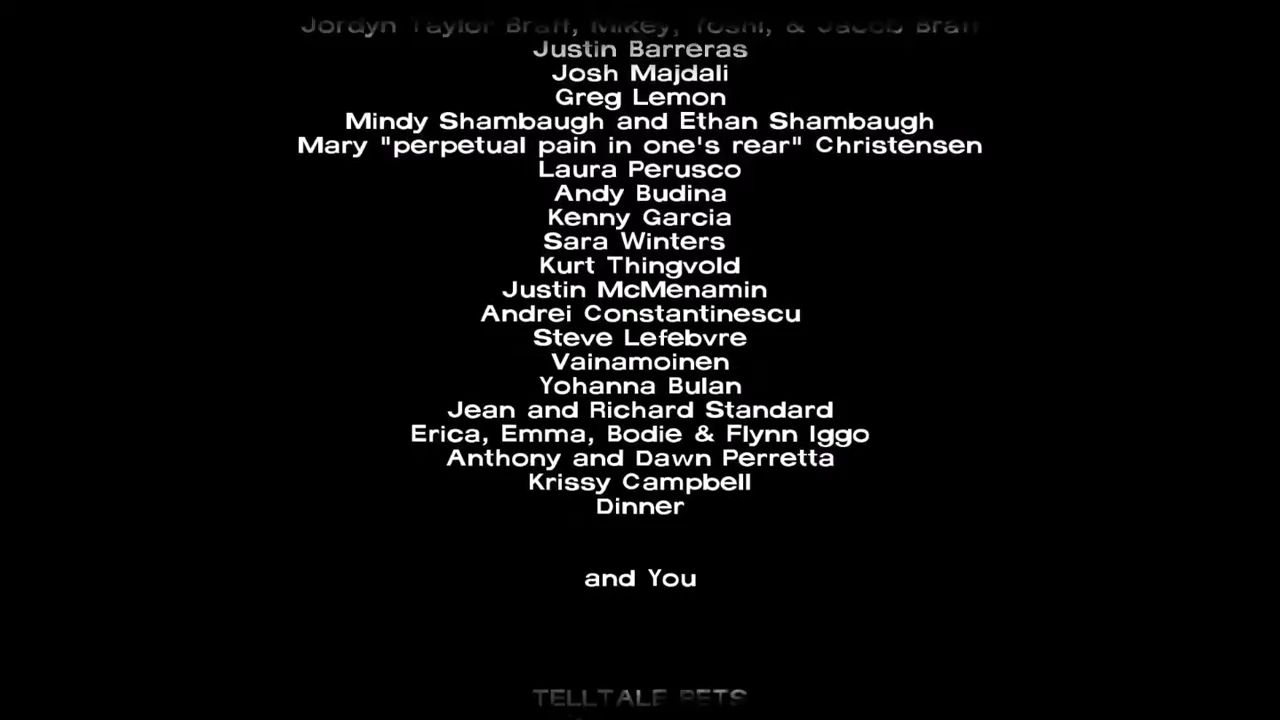 Jordyn Taylor Braff, Mikey, Yoshi, & Jacob Braff
Justin Barreras
Josh Majdali
Greg Lemon
Mindy Shambaugh and Ethan Shambaugh
Mary "perpetual pain in one's rear" Christensen
Laura Perusco
Andy Budina
Kenny Garcia
Sara Winters
Kurt Thingvold
Justin McMenamin
Andrei Constantinescu
Steve Lefebvre
Vainamoinen
Yohanna Bulan
Jean and Richard Standard
Erica, Emma, Bodie & Flynn Iggo
Anthony and Dawn Perretta
Krissy Campbell
Dinner
and You
TELLTALE PETS